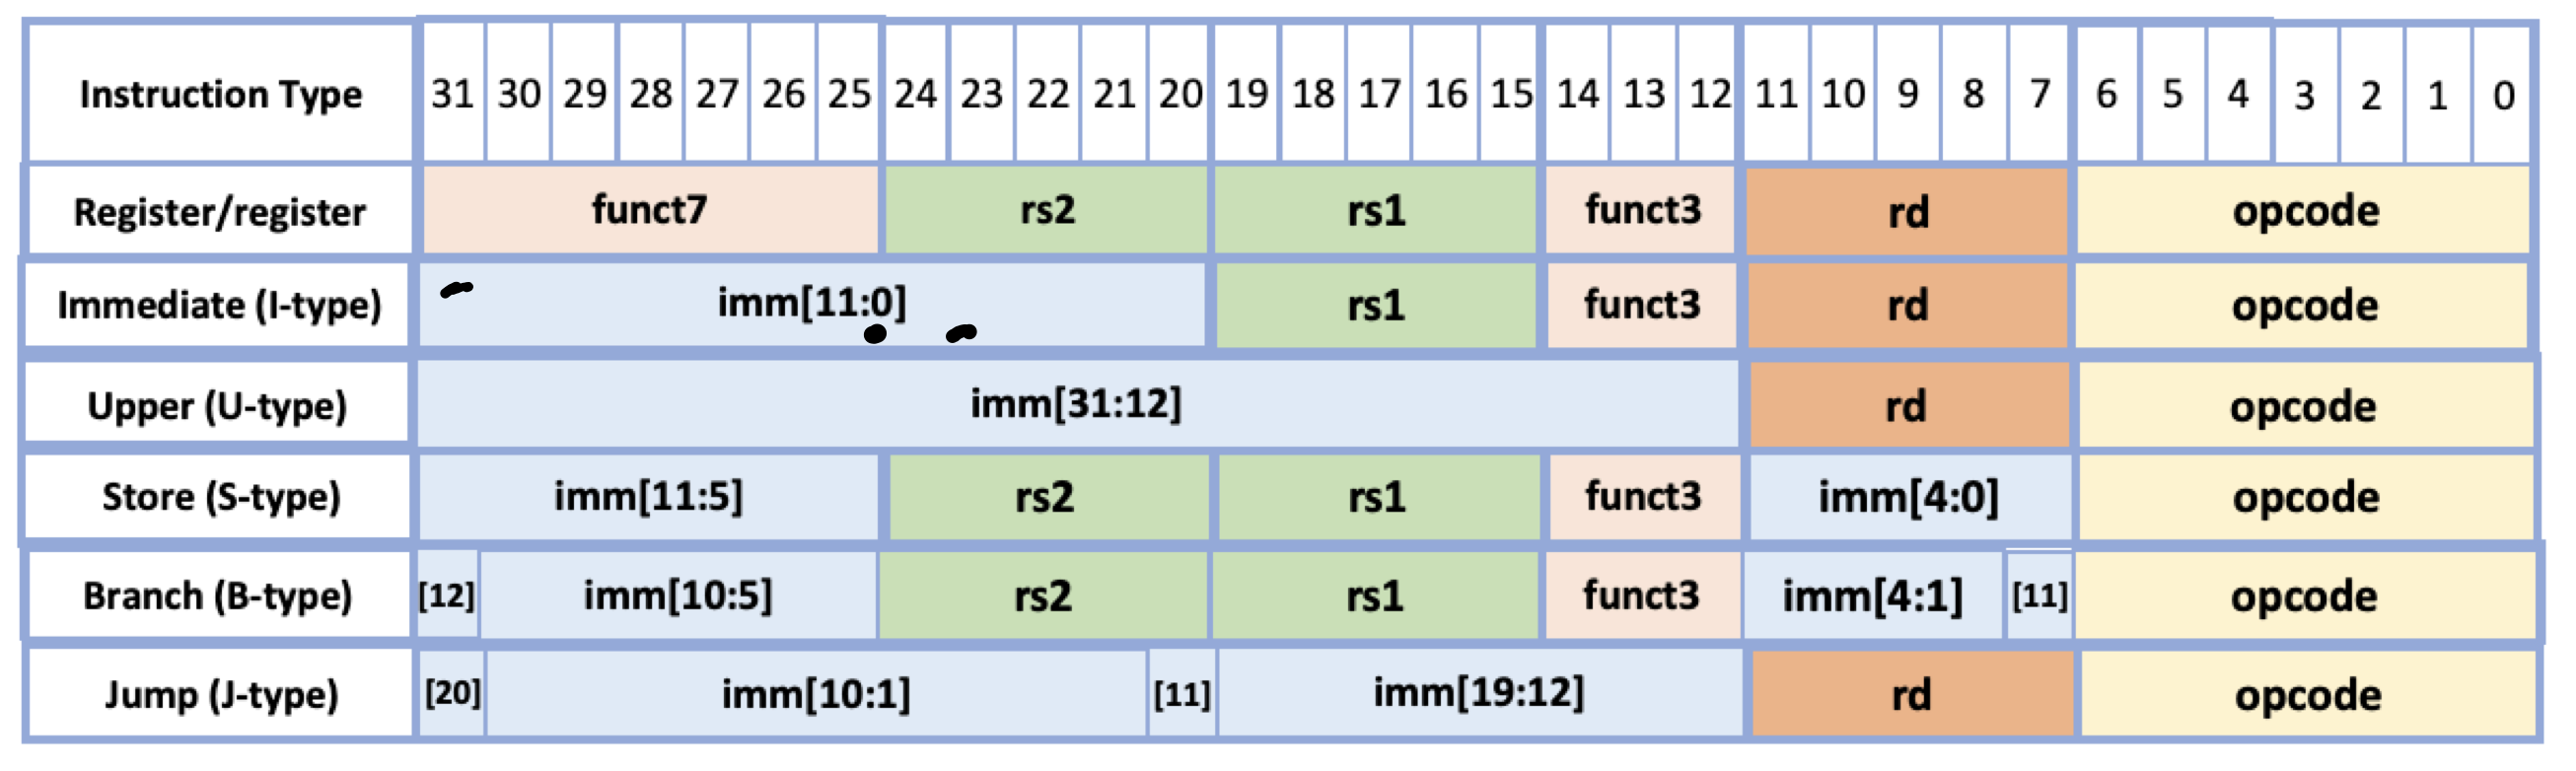 Instruction Type 31 30 29 28 27 26 25 24 23 22 21 20 19 18 17 16 15 14 13 12 11 10 9 8 7 6 5 4 3 2 1 0
Register/register funct7 rs2 rs1 funct3 rd opcode
Immediate (I-type) imm[11:0] rs1 funct3 rd opcode
Upper (U-type) imm[31:12] rd opcode
Store (S-type) imm[11:5] rs2 rs1 funct3 imm[4:0] opcode
Branch (B-type) [12] imm[10:5] rs2 rs1 funct3 imm[4:1] [11] opcode
Jump (J-type) [20] imm[10:1] [11] imm[19:12] rd opcode